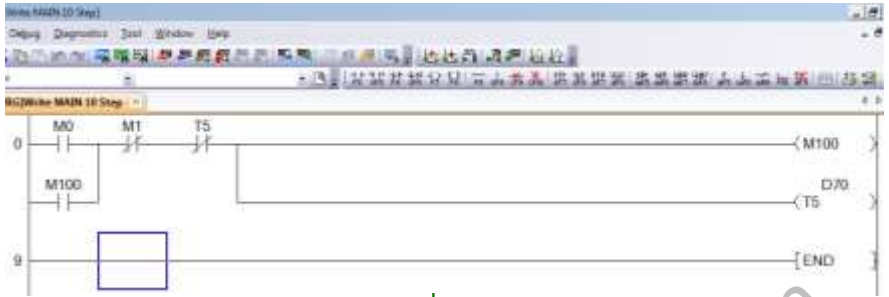 Write MAIN 10 Step]
Debug Diagnostics Tool Window Help
RG]Write MAIN 10 Step
M0 M1 T5
0 M100
M100 D70
T5
9 END